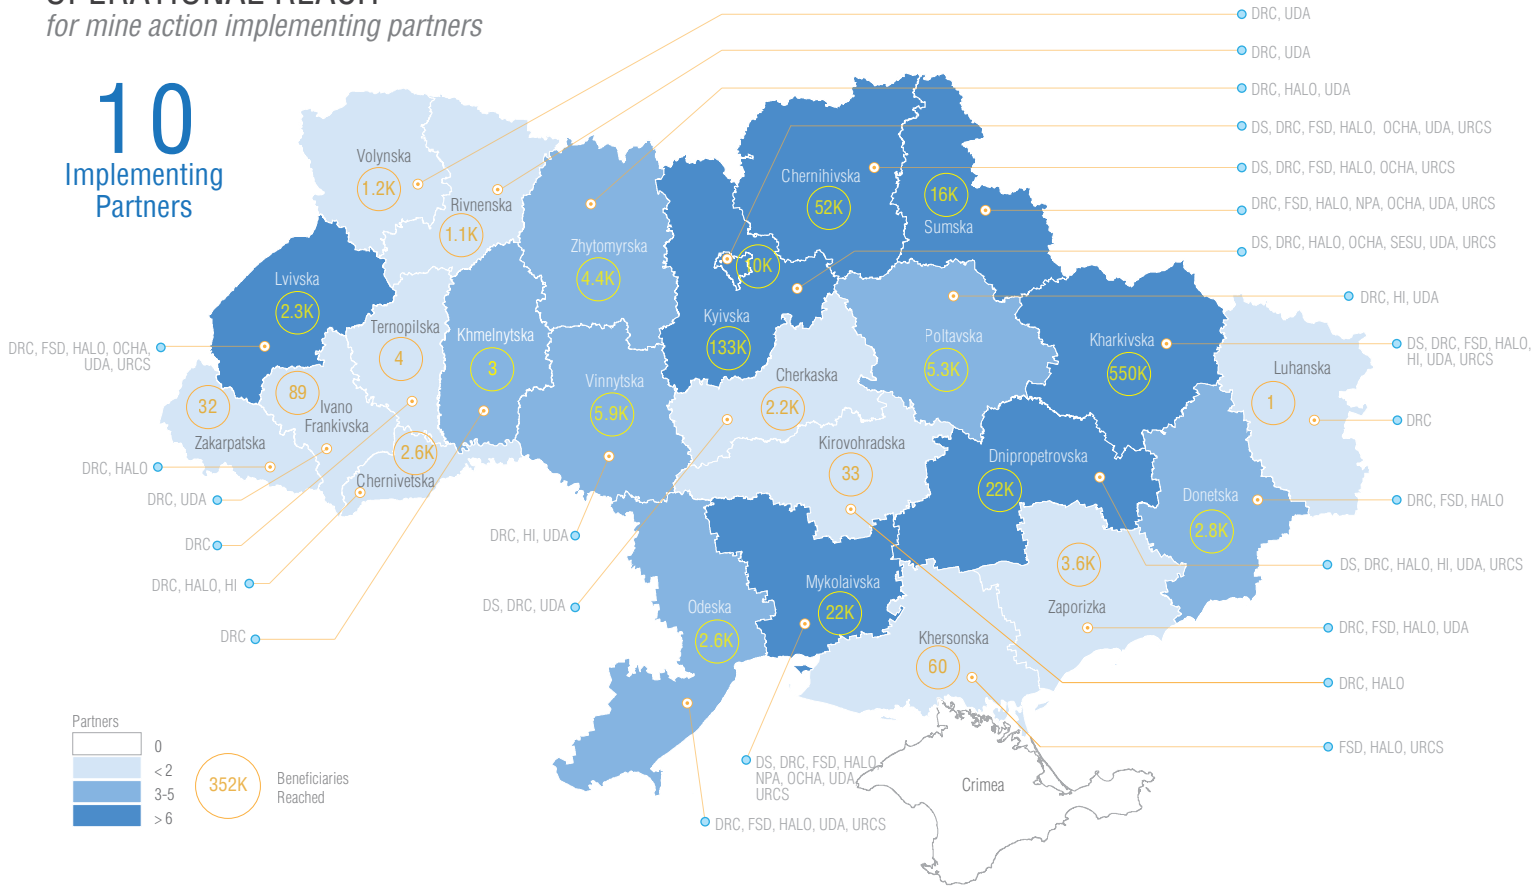 OPERATIONAL REACH
for mine action implementing partners
10
Implementing
Partners
DRC, UDA
DRC, UDA
DRC, HALO, UDA
DS, DRC, FSD, HALO, OCHA, UDA, URCS
DS, DRC, FSD, HALO, OCHA, URCS
DRC, FSD, HALO, NPA, OCHA, UDA, URCS
DS, DRC, HALO, OCHA, SESU, UDA, URCS
DRC, HI, UDA
DS, DRC, FSD, HALO,
HI, UDA, URCS
DRC
DRC, FSD, HALO
DS, DRC, HALO, HI, UDA, URCS
DRC, FSD, HALO, UDA
DRC, HALO
FSD, HALO, URCS
Volynska
1.2K
Rivnenska
1.1K
Zhytomyrska
4.4K
Chernihivska
52K
16K
Sumska
10K
Kyivska
133K
Lvivska
2.3K
Ternopilska
4
Khmelnytska
3
Vinnytska
5.9K
Cherkaska
2.2K
Poltavska
5.3K
Kharkivska
550K
Luhanska
1
32
Zakarpatska
89
Ivano
Frankivska
2.6K
Chernivetska
Kirovohradska
33
Dnipropetrovska
22K
Donetska
2.8K
3.6K
Zaporizka
Mykolaivska
22K
Odeska
2.6K
Khersonska
60
Crimea
DRC, FSD, HALO, OCHA,
UDA, URCS
DRC, HALO
DRC, UDA
DRC
DRC, HALO, HI
DRC
DRC, HI, UDA
DS, DRC, UDA
DS, DRC, FSD, HALO,
NPA, OCHA, UDA,
URCS
DRC, FSD, HALO, UDA, URCS
Partners
0
< 2
3-5
> 6
352K
Beneficiaries
Reached